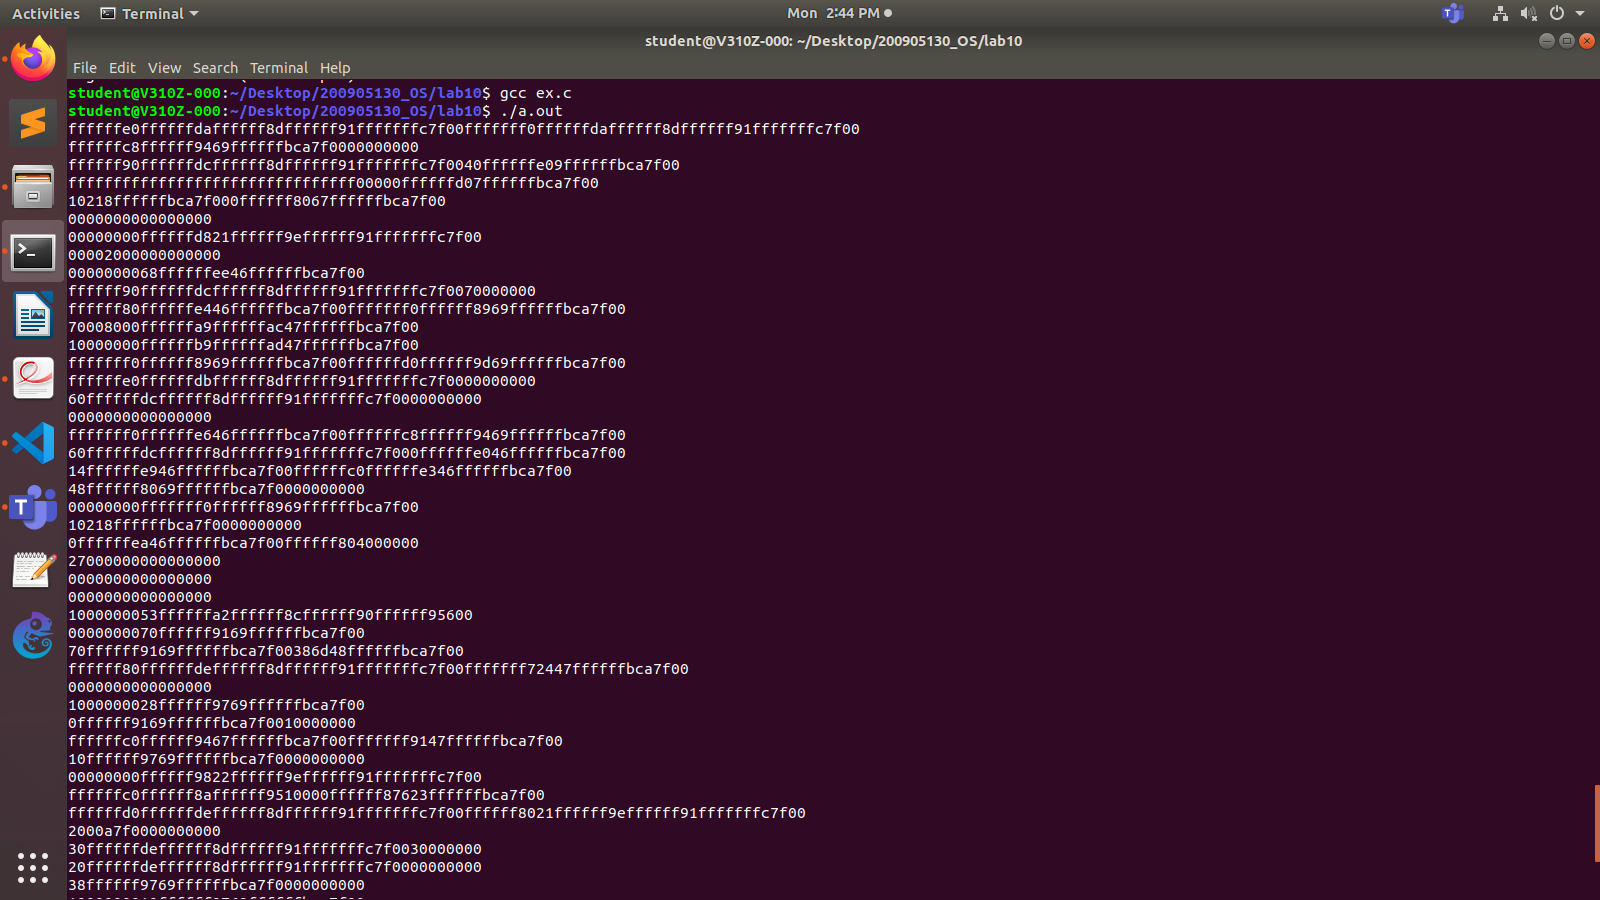 Activities Terminal Mon 2:44 PM
student@V310Z-000: ~/Desktop/200905130_OS/lab10
File Edit View Search Terminal Help
student@V310Z-000:~/Desktop/200905130_OS/lab10$ gcc ex.c
student@V310Z-000:~/Desktop/200905130_OS/lab10$ ./a.out
ffffffe0ffffffdaffffff8dffffff91fffffffc7f00fffffff0ffffffdaffffff8dffffff91fffffffc7f00
ffffffc8ffffff9469ffffffbca7f0000000000
ffffff90ffffffdcffffff8dffffff91fffffffc7f0040ffffffe09ffffffbca7f00
ffffffffffffffffffffffffffffffff00000ffffffd07ffffffbca7f00
10218ffffffbca7f000ffffff8067ffffffbca7f00
0000000000000000
00000000ffffffd821ffffff9effffff91fffffffc7f00
00002000000000000
0000000068ffffffee46ffffffbca7f00
ffffff90ffffffdcffffff8dffffff91fffffffc7f0070000000
ffffff80ffffffe446ffffffbca7f00fffffff0ffffff8969ffffffbca7f00
70008000ffffffa9ffffffac47ffffffbca7f00
10000000ffffffb9ffffffad47ffffffbca7f00
fffffff0ffffff8969ffffffbca7f00ffffffd0ffffff9d69ffffffbca7f00
ffffffe0ffffffdbffffff8dffffff91fffffffc7f0000000000
60ffffffdcffffff8dffffff91fffffffc7f0000000000
0000000000000000
fffffff0ffffffe646ffffffbca7f00ffffffc8ffffff9469ffffffbca7f00
60ffffffdcffffff8dffffff91fffffffc7f000ffffffe046ffffffbca7f00
14ffffffe946ffffffbca7f00ffffffc0ffffffe346ffffffbca7f00
48ffffff8069ffffffbca7f0000000000
00000000fffffff0ffffff8969ffffffbca7f00
10218ffffffbca7f0000000000
0ffffffea46ffffffbca7f00ffffff804000000
27000000000000000
0000000000000000
0000000000000000
1000000053ffffffa2ffffff8cffffff90ffffff95600
0000000070ffffff9169ffffffbca7f00
70ffffff9169ffffffbca7f00386d48ffffffbca7f00
ffffff80ffffffdeffffff8dffffff91fffffffc7f00fffffff72447ffffffbca7f00
0000000000000000
1000000028ffffff9769ffffffbca7f00
0ffffff9169ffffffbca7f0010000000
ffffffc0ffffff9467ffffffbca7f00fffffff9147ffffffbca7f00
10ffffff9769ffffffbca7f0000000000
00000000ffffff9822ffffff9effffff91fffffffc7f00
ffffffc0ffffff8affffff9510000ffffff87623ffffffbca7f00
ffffffd0ffffffdeffffff8dffffff91fffffffc7f00ffffff8021ffffff9effffff91fffffffc7f00
2000a7f0000000000
30ffffffdeffffff8dffffff91fffffffc7f0030000000
20ffffffdeffffff8dffffff91fffffffc7f0000000000
38ffffff9769ffffffbca7f0000000000